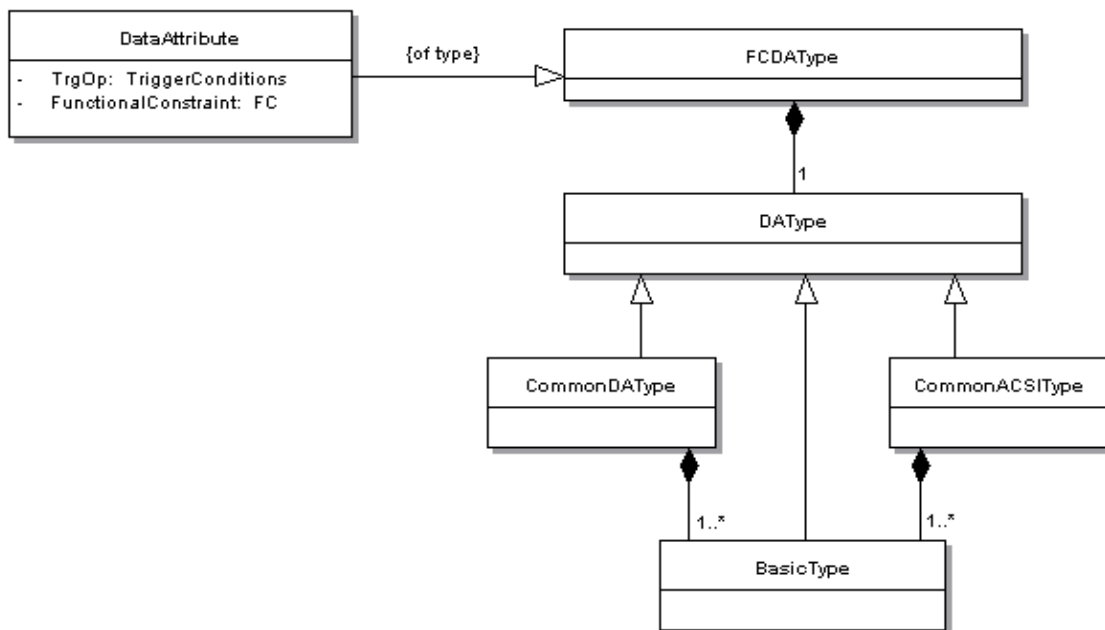 DataAttribute
- TrgOp: TriggerConditions
- FunctionalConstraint: FC
{of type}
FCDAType
1
DAType
CommonDAType
CommonACSIType
1..*
1..*
BasicType